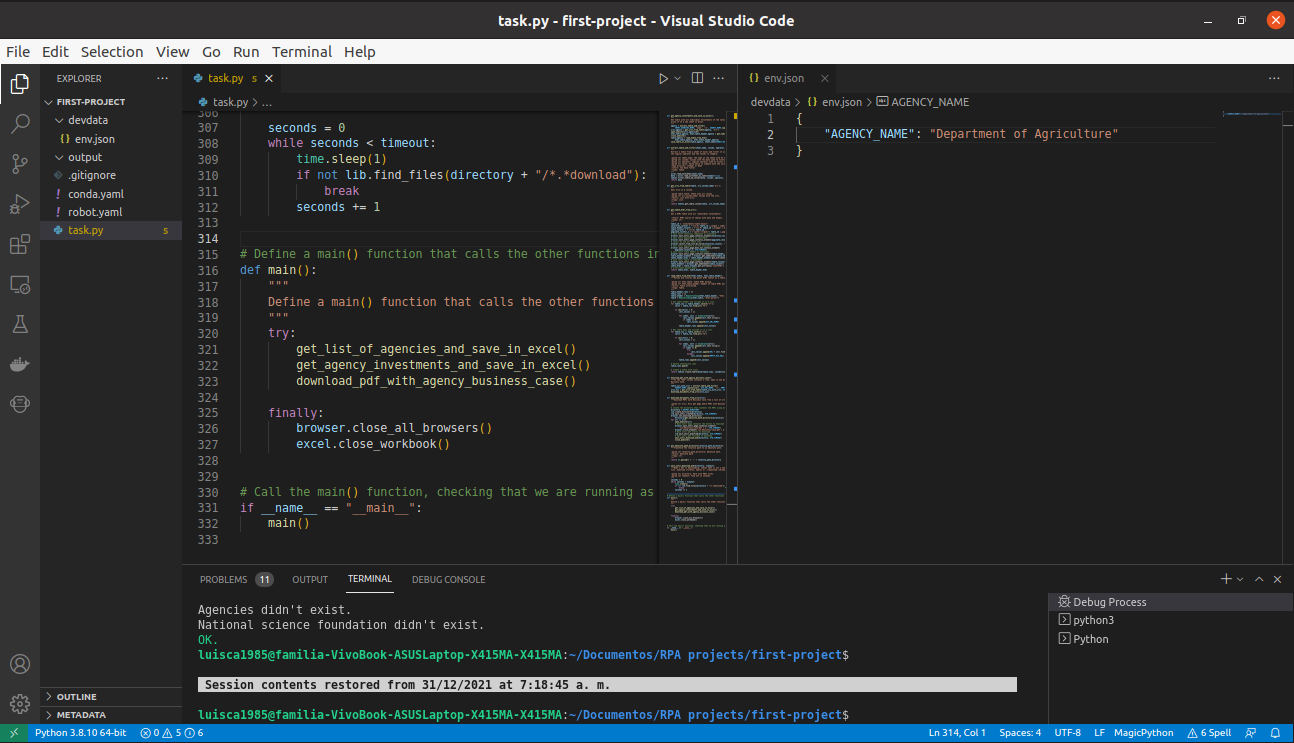 task.py - first-project - Visual Studio Code
File Edit Selection View Go Run Terminal Help
EXPLORER
FIRST-PROJECT
devdata
{} env.json
output
.gitignore
! conda.yaml
! robot.yaml
task.py 5
OUTLINE
METADATA
task.py 5
task.py > ...
306
307 seconds = 0
308 while seconds < timeout:
309 time.sleep(1)
310 if not lib.find_files(directory + "/*.*download"):
311 break
312 seconds += 1
313
314
315 # Define a main() function that calls the other functions in
316 def main():
317 """
318 Define a main() function that calls the other functions
319 """
320 try:
321 get_list_of_agencies_and_save_in_excel()
322 get_agency_investments_and_save_in_excel()
323 download_pdf_with_agency_business_case()
324
325 finally:
326 browser.close_all_browsers()
327 excel.close_workbook()
328
329
330 # Call the main() function, checking that we are running as
331 if __name__ == "__main__":
332 main()
333
{} env.json
devdata > {} env.json > AGENCY_NAME
1 {
2 "AGENCY_NAME": "Department of Agriculture"
3 }
PROBLEMS 11 OUTPUT TERMINAL DEBUG CONSOLE
Agencies didn't exist.
National science foundation didn't exist.
OK.
luisca1985@familia-VivoBook-ASUSLaptop-X415MA-X415MA:~/Documentos/RPA projects/first-project$
Session contents restored from 31/12/2021 at 7:18:45 a. m.
luisca1985@familia-VivoBook-ASUSLaptop-X415MA-X415MA:~/Documentos/RPA projects/first-project$
Debug Process
python3
Python
Python 3.8.10 64-bit 0 5 6 Ln 314, Col 1 Spaces: 4 UTF-8 LF MagicPython 6 Spell